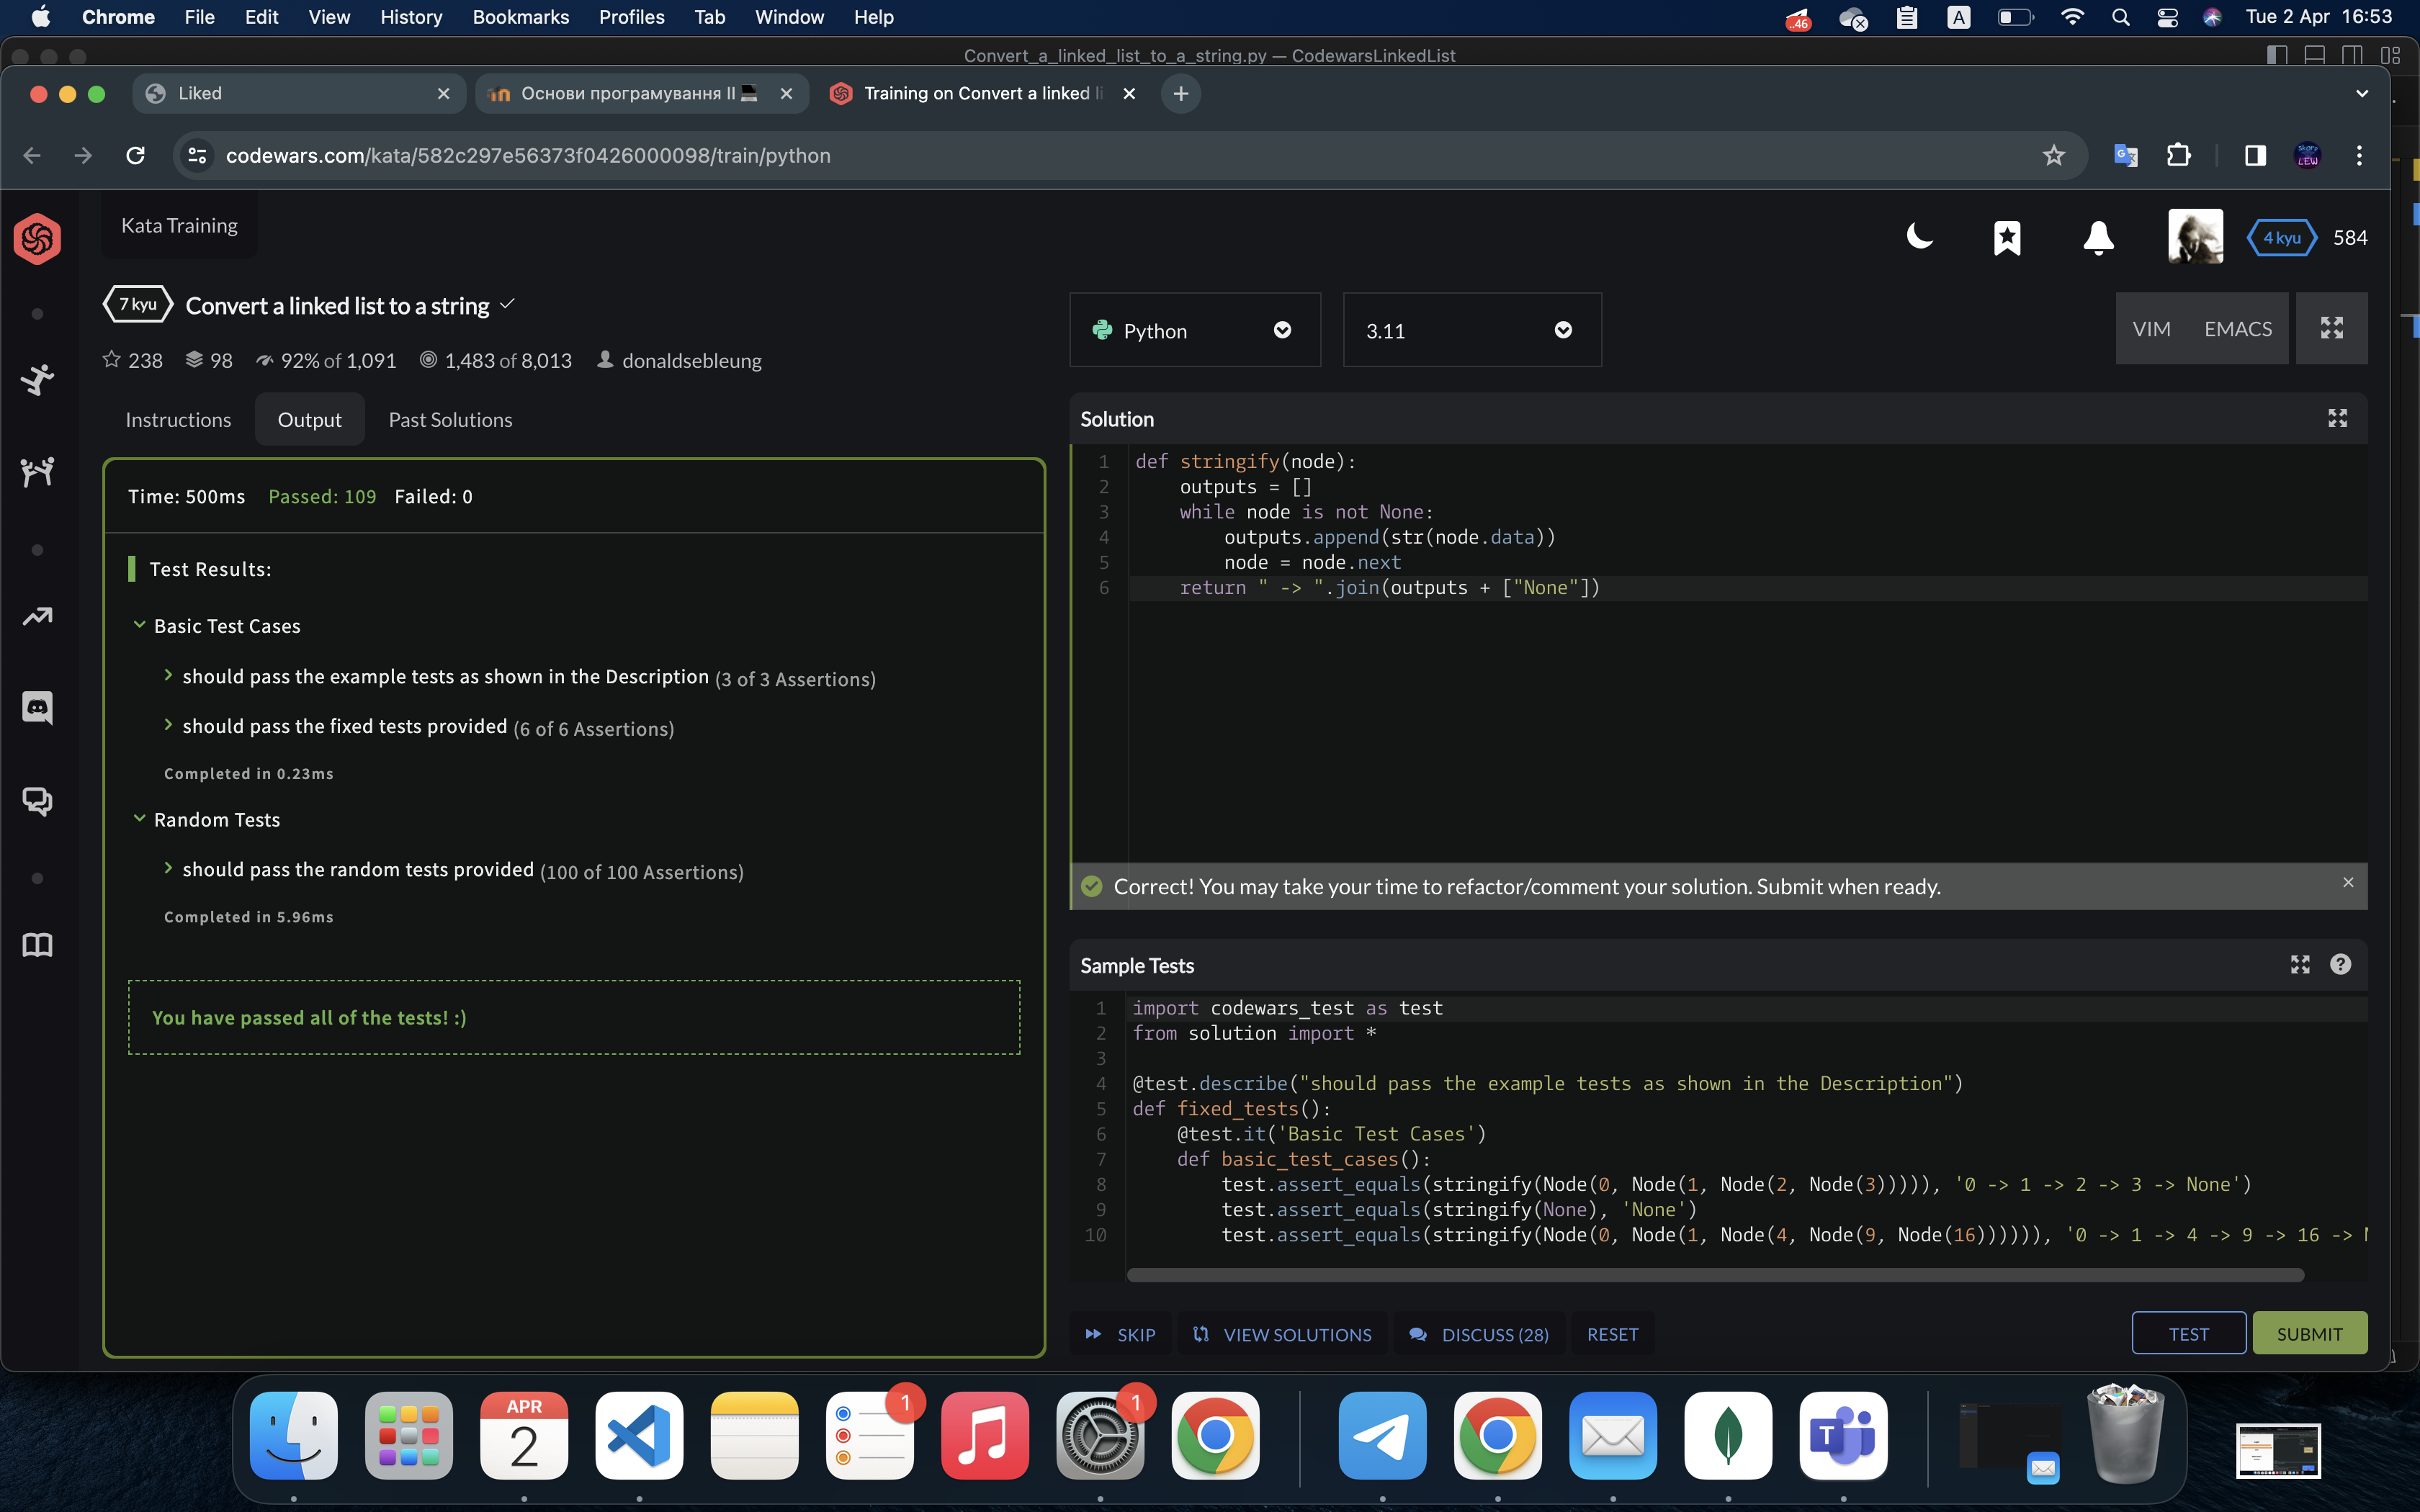 Chrome File Edit View History Bookmarks Profiles Tab Window Help
..46 A Tue 2 Apr 16:53
Convert_a_linked_list_to_a_string.py — CodewarsLinkedList
Liked
Основи програмування II
Training on Convert a linked li
codewars.com/kata/582c297e56373f0426000098/train/python
LEW
Kata Training
4 kyu 584
7 kyu Convert a linked list to a string
238 98 92% of 1,091 1,483 of 8,013 donaldsebleung
Python
3.11
VIM EMACS
Instructions Output Past Solutions
Time: 500ms Passed: 109 Failed: 0
Test Results:
Basic Test Cases
should pass the example tests as shown in the Description (3 of 3 Assertions)
should pass the fixed tests provided (6 of 6 Assertions)
Completed in 0.23ms
Random Tests
should pass the random tests provided (100 of 100 Assertions)
Completed in 5.96ms
You have passed all of the tests! :)
Solution
1 def stringify(node):
2 outputs = []
3 while node is not None:
4 outputs.append(str(node.data))
5 node = node.next
6 return " -> ".join(outputs + ["None"])
Correct! You may take your time to refactor/comment your solution. Submit when ready.
Sample Tests
1 import codewars_test as test
2 from solution import *
3
4 @test.describe("should pass the example tests as shown in the Description")
5 def fixed_tests():
6 @test.it('Basic Test Cases')
7 def basic_test_cases():
8 test.assert_equals(stringify(Node(0, Node(1, Node(2, Node(3))))), '0 -> 1 -> 2 -> 3 -> None')
9 test.assert_equals(stringify(None), 'None')
10 test.assert_equals(stringify(Node(0, Node(1, Node(4, Node(9, Node(16)))))), '0 -> 1 -> 4 -> 9 -> 16 -> N
SKIP VIEW SOLUTIONS DISCUSS (28) RESET
TEST SUBMIT
APR
2
1
1
T